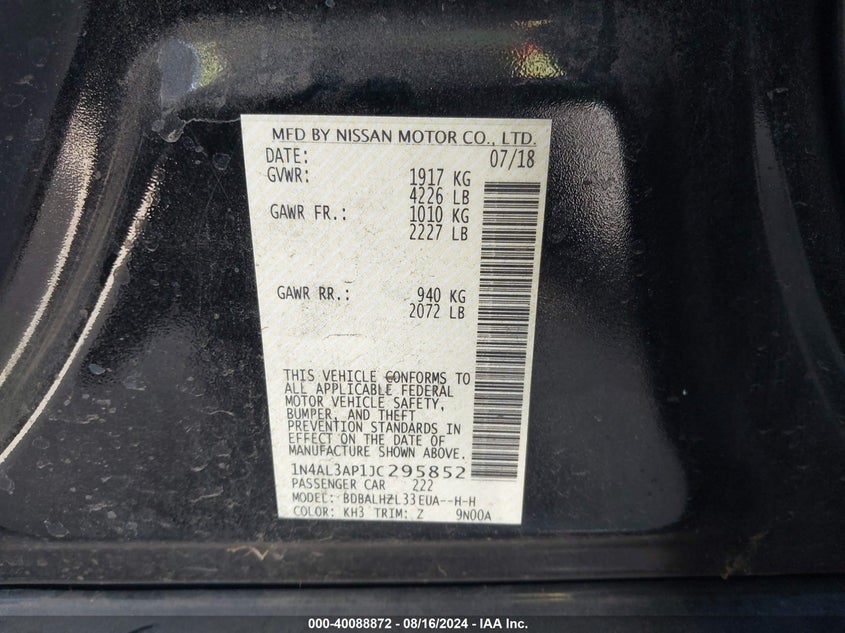 MFD BY NISSAN MOTOR CO., LTD.
DATE: 07/18
GVWR: 1917 KG
4226 LB
GAWR FR.: 1010 KG
2227 LB
GAWR RR.: 940 KG
2072 LB
THIS VEHICLE CONFORMS TO
ALL APPLICABLE FEDERAL
MOTOR VEHICLE SAFETY,
BUMPER, AND THEFT
PREVENTION STANDARDS IN
EFFECT ON THE DATE OF
MANUFACTURE SHOWN ABOVE.
1N4AL3AP1JC295852
PASSENGER CAR 222
MODEL: BDBALHZL33EUA--H-H
COLOR: KH3 TRIM: Z 9N00A
000-40088872 - 08/16/2024 - IAA Inc.